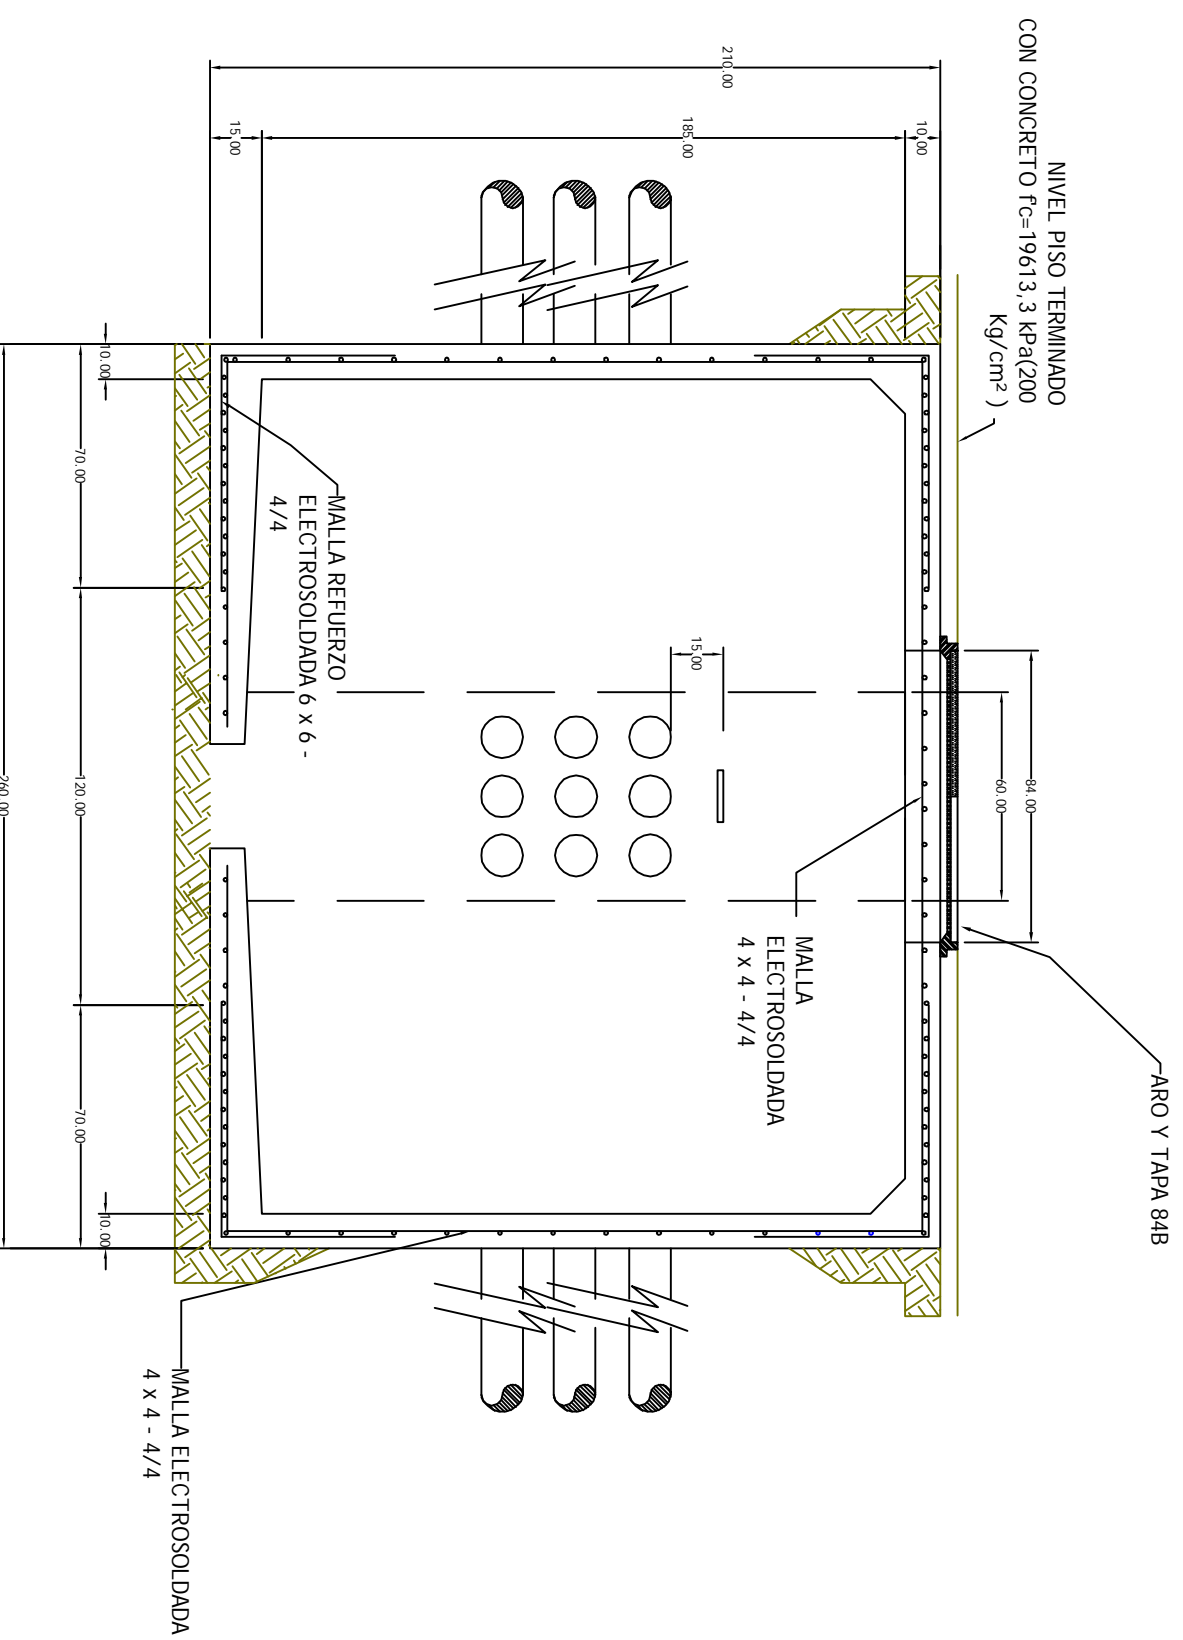 NIVEL PISO TERMINADO
CON CONCRETO f'c=19613,3 kPa(200
Kg/cm² )
ARO Y TAPA 84B
84.00
60.00
10.00
185.00
15.00
210.00
15.00
MALLA
ELECTROSOLDADA
4 x 4 - 4/4
MALLA REFUERZO
ELECTROSOLDADA 6 x 6 -
4/4
MALLA ELECTROSOLDADA
4 x 4 - 4/4
10.00
70.00
120.00
70.00
10.00
260.00